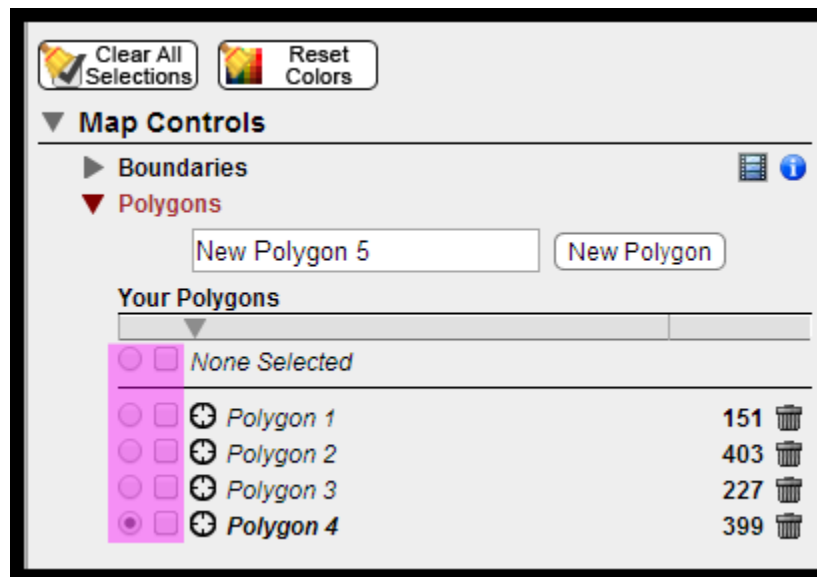 Clear All
Selections
Reset
Colors
Map Controls
Boundaries
Polygons
New Polygon 5
New Polygon
Your Polygons
None Selected
Polygon 1 151
Polygon 2 403
Polygon 3 227
Polygon 4 399